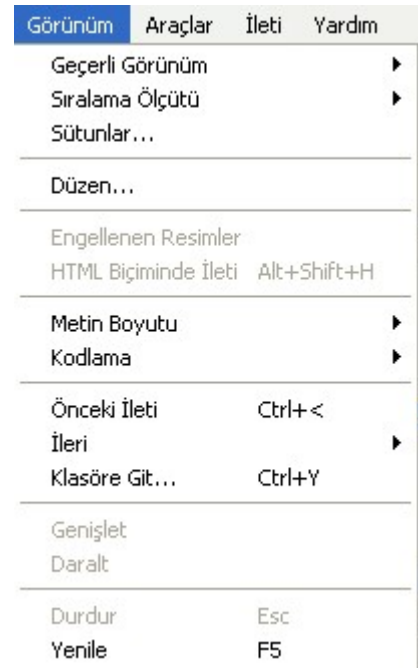 Görünüm Araçlar İleti Yardım
Geçerli Görünüm
Sıralama Ölçütü
Sütunlar...
Düzen...
Engellenen Resimler
HTML Biçiminde İleti Alt+Shift+H
Metin Boyutu
Kodlama
Önceki İleti Ctrl+<
İleri
Klasöre Git... Ctrl+Y
Genişlet
Daralt
Durdur Esc
Yenile F5